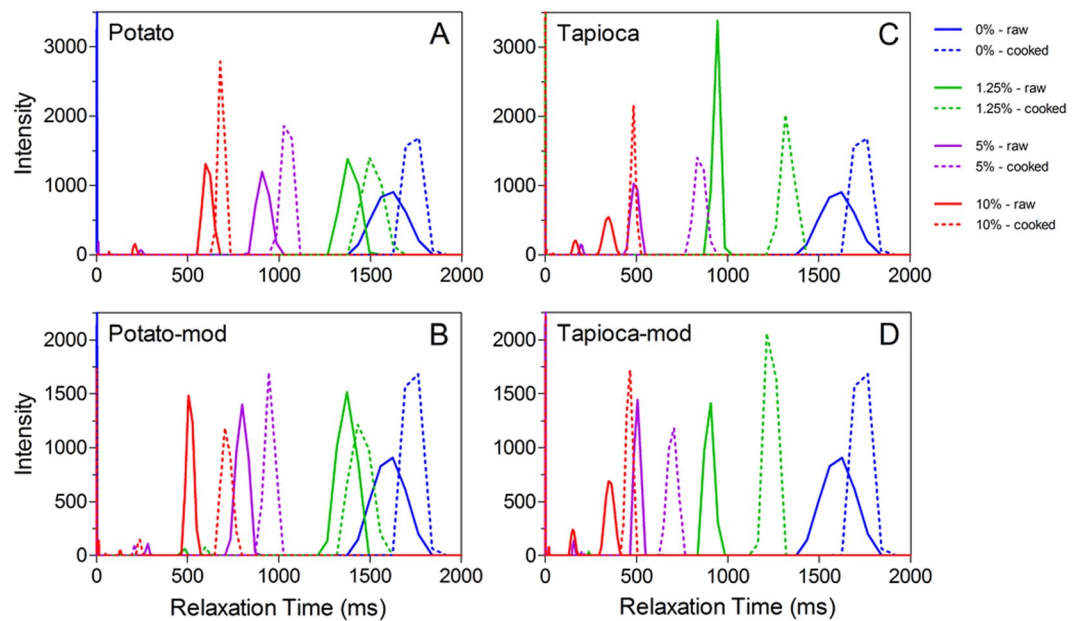 Potato
A
3000
2000
1000
0
Intensity
0
500
1000
1500
2000
Tapioca
C
3000
2000
1000
0
0
500
1000
1500
2000
0% - raw
0% - cooked
1.25% - raw
1.25% - cooked
5% - raw
5% - cooked
10% - raw
10% - cooked
Potato-mod
B
2000
1500
1000
500
0
Intensity
0
500
1000
1500
2000
Relaxation Time (ms)
Tapioca-mod
D
2000
1500
1000
500
0
0
500
1000
1500
2000
Relaxation Time (ms)